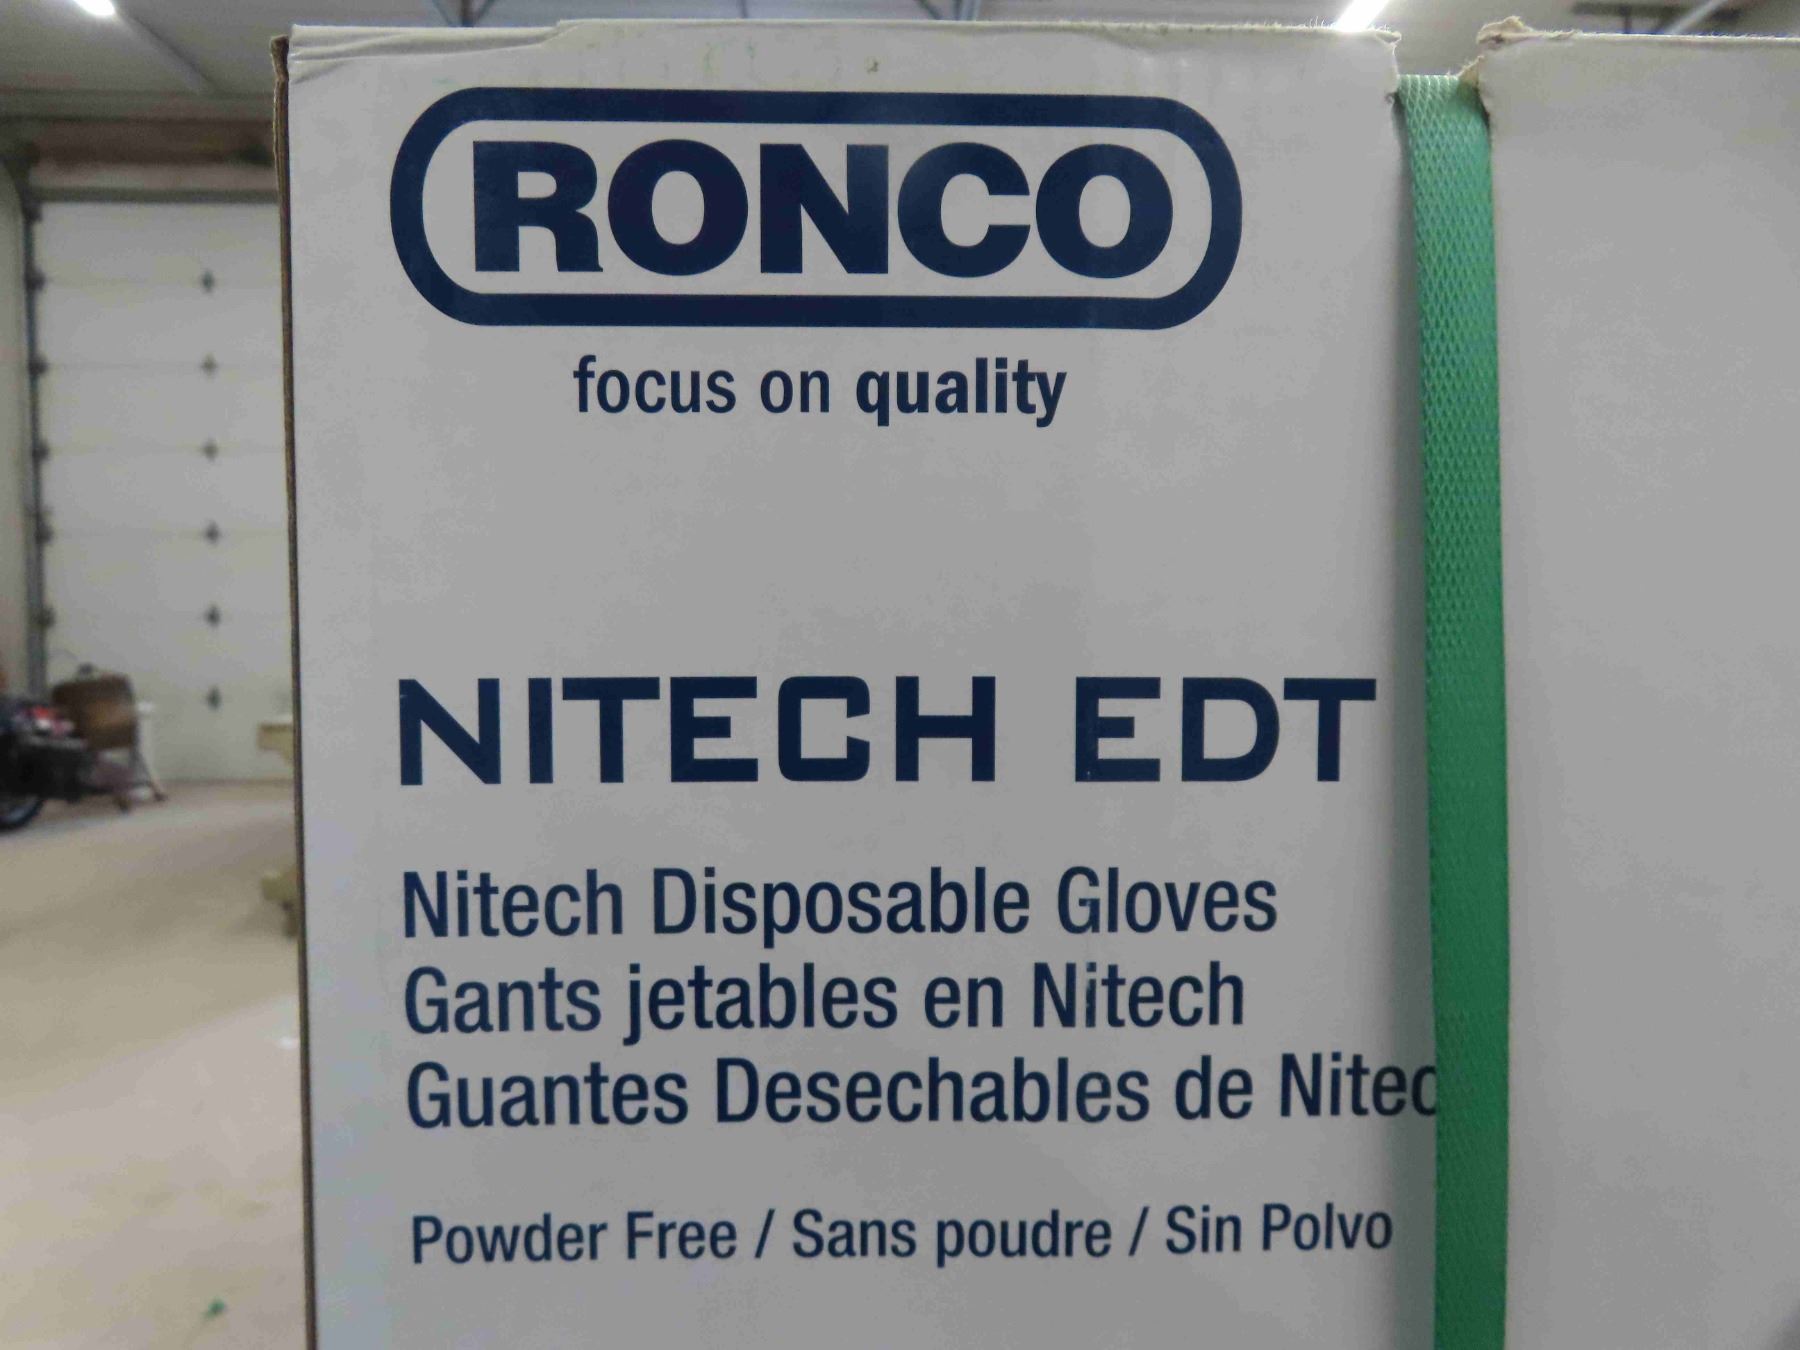 RONCO
focus on quality
NITECH EDT
Nitech Disposable Gloves
Gants jetables en Nitech
Guantes Desechables de Nitec
Powder Free / Sans poudre / Sin Polvo